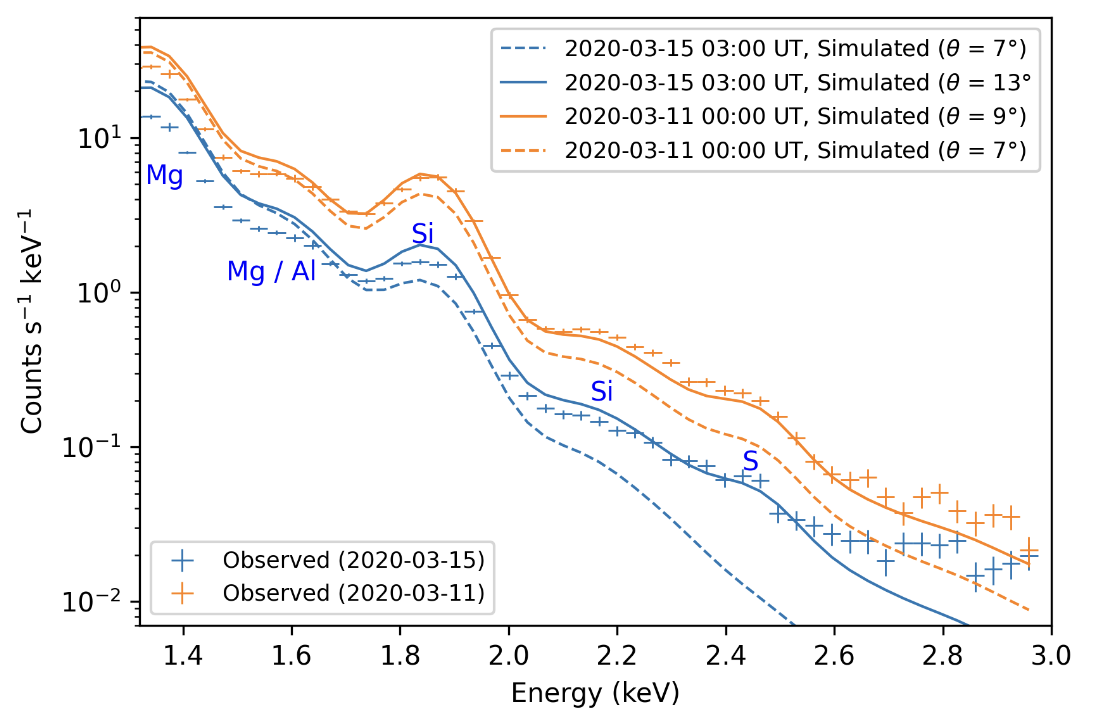 2020-03-15 03:00 UT, Simulated (θ = 7°)
2020-03-15 03:00 UT, Simulated (θ = 13°
2020-03-11 00:00 UT, Simulated (θ = 9°)
2020-03-11 00:00 UT, Simulated (θ = 7°)
10¹
Mg
Si
Mg / Al
10⁰
Counts s⁻¹ keV⁻¹
Si
10⁻¹
S
Observed (2020-03-15)
Observed (2020-03-11)
10⁻²
1.4 1.6 1.8 2.0 2.2 2.4 2.6 2.8 3.0
Energy (keV)